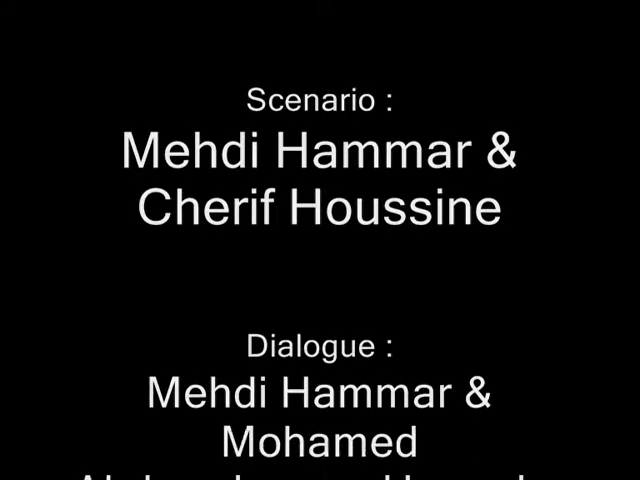 Scenario :
Mehdi Hammar &
Cherif Houssine
Dialogue :
Mehdi Hammar &
Mohamed